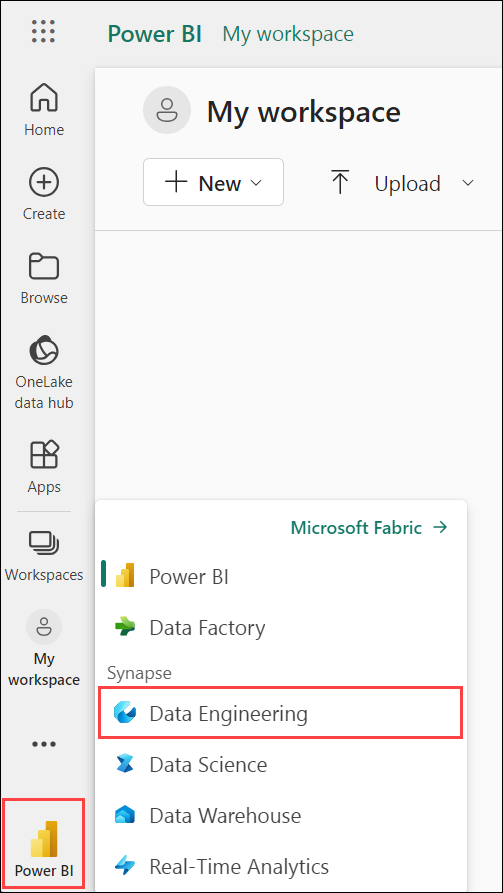 Power BI My workspace
Home
Create
Browse
OneLake
data hub
Apps
Workspaces
My
workspace
Power BI
My workspace
New
Upload
Microsoft Fabric
Power BI
Data Factory
Synapse
Data Engineering
Data Science
Data Warehouse
Real-Time Analytics